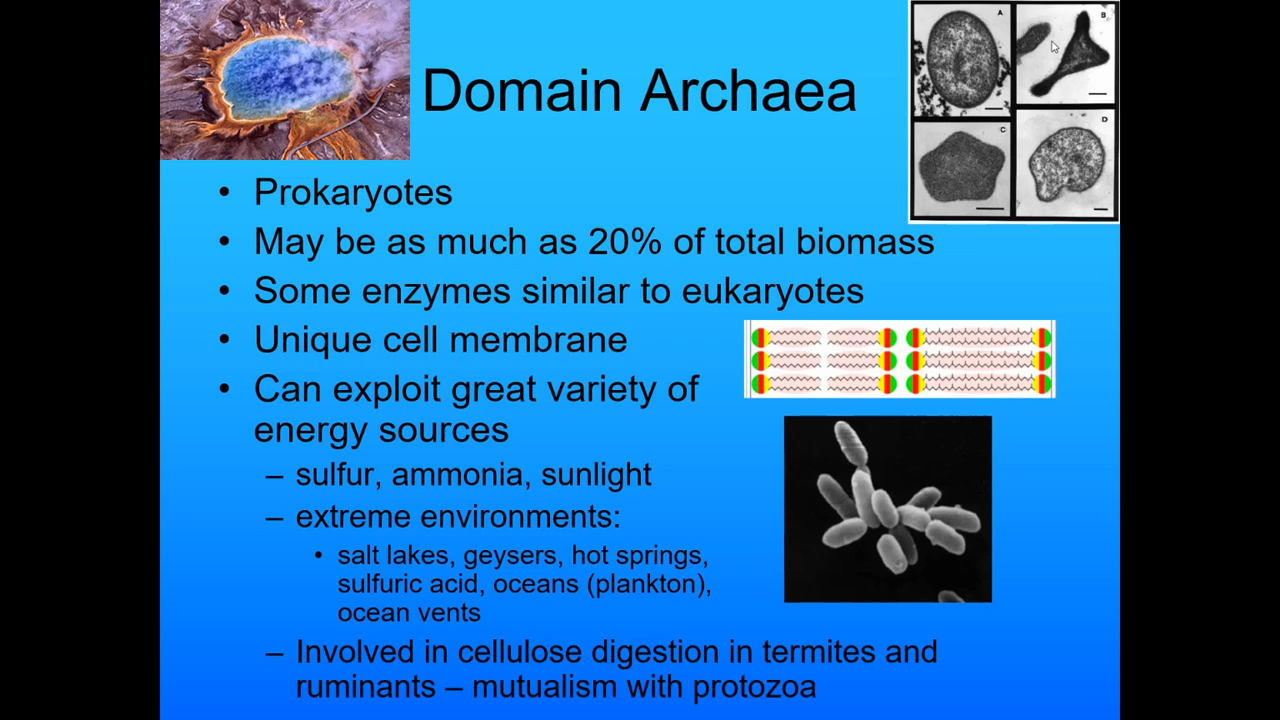 Domain Archaea
A
B
C
D
• Prokaryotes
• May be as much as 20% of total biomass
• Some enzymes similar to eukaryotes
• Unique cell membrane
• Can exploit great variety of
energy sources
– sulfur, ammonia, sunlight
– extreme environments:
• salt lakes, geysers, hot springs,
sulfuric acid, oceans (plankton),
ocean vents
– Involved in cellulose digestion in termites and
ruminants – mutualism with protozoa